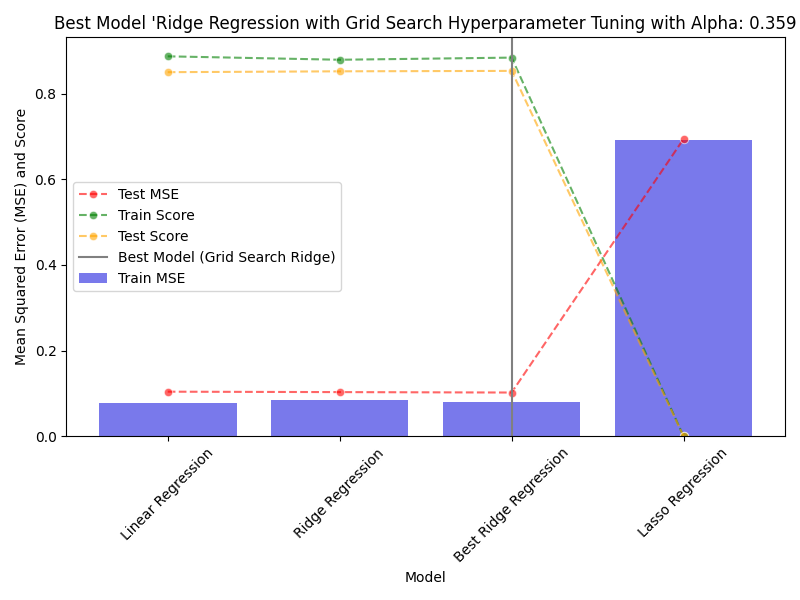 Best Model 'Ridge Regression with Grid Search Hyperparameter Tuning with Alpha: 0.359
Mean Squared Error (MSE) and Score
0.8
0.6
0.4
0.2
0.0
Test MSE
Train Score
Test Score
Best Model (Grid Search Ridge)
Train MSE
Linear Regression
Ridge Regression
Best Ridge Regression
Lasso Regression
Model